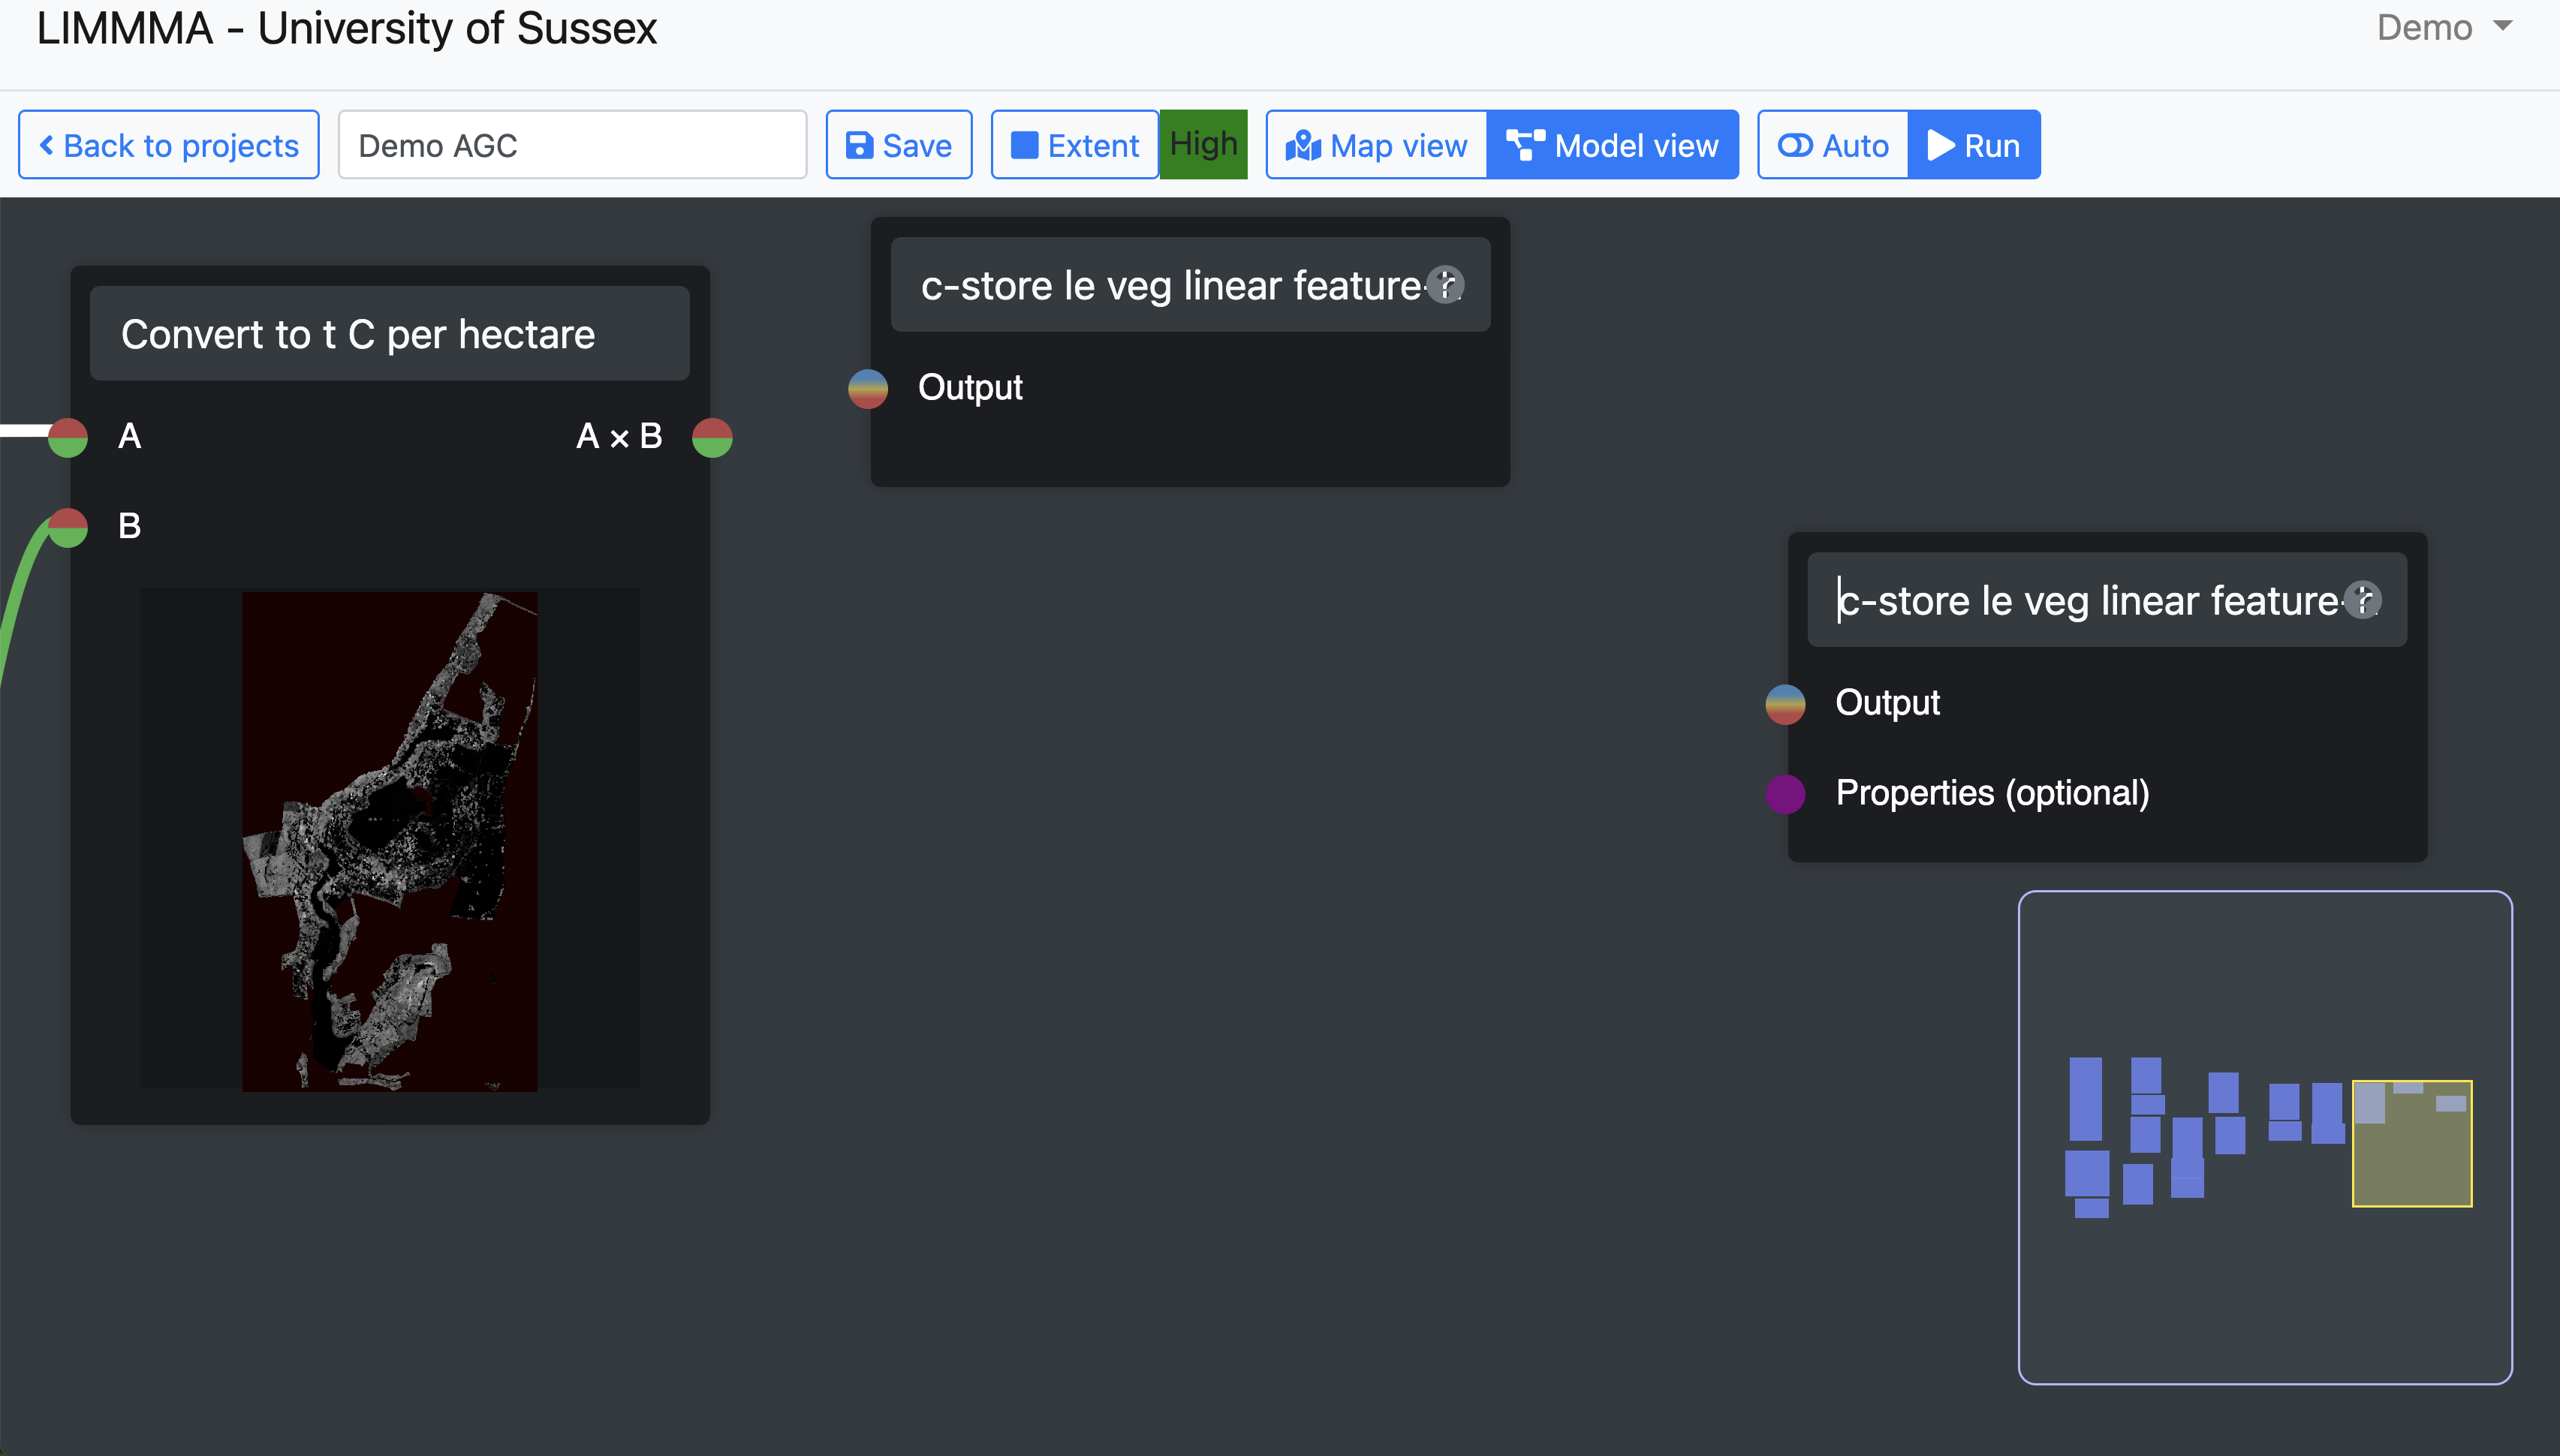 LIMMMA - University of Sussex
Demo
Back to projects
Demo AGC
Save
Extent
High
Map view
Model view
Auto
Run
c-store le veg linear feature-
Output
Convert to t C per hectare
A
A × B
B
c-store le veg linear feature-
Output
Properties (optional)